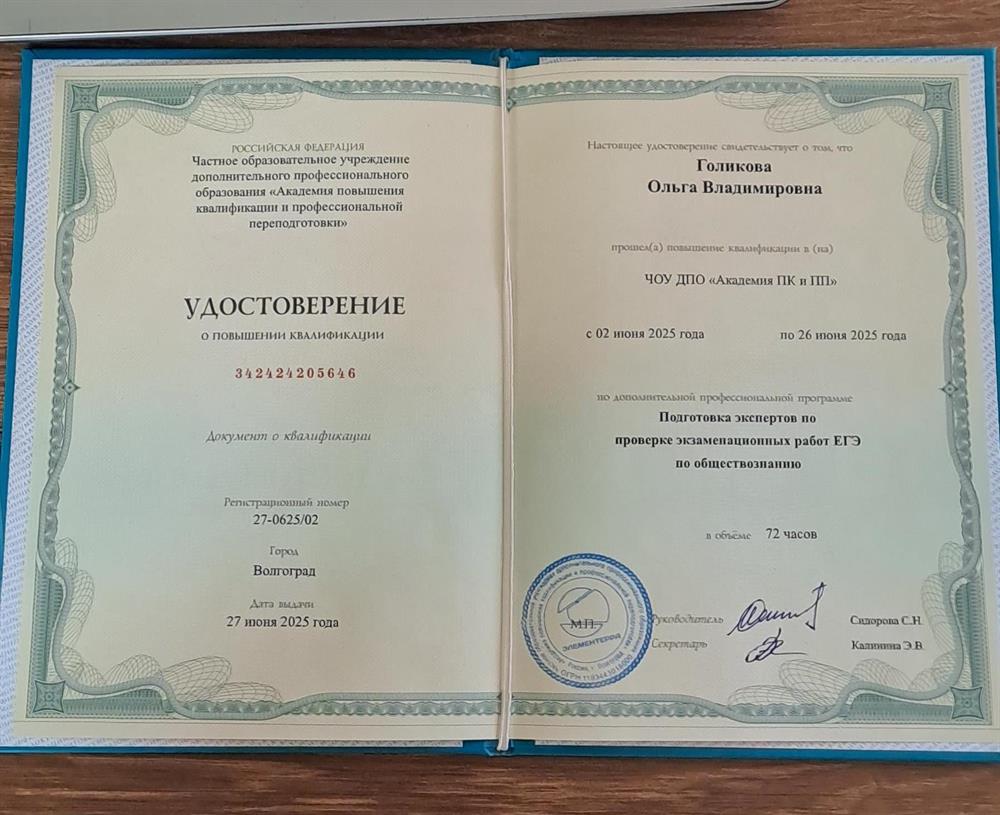 РОССИЙСКАЯ ФЕДЕРАЦИЯ
Частное образовательное учреждение
дополнительного профессионального
образования «Академия повышения
квалификации и профессиональной
переподготовки»
УДОСТОВЕРЕНИЕ
О ПОВЫШЕНИИ КВАЛИФИКАЦИИ
342424205646
Документ о квалификации
Регистрационный номер
27-0625/02
Город
Волгоград
Дата выдачи
27 июня 2025 года
Настоящее удостоверение свидетельствует о том, что
Голикова
Ольга Владимировна
прошел(а) повышение квалификации в (на)
ЧОУ ДПО «Академия ПК и ПП»
с 02 июня 2025 года по 26 июня 2025 года
по дополнительной профессиональной программе
Подготовка экспертов по
проверке экзаменационных работ ЕГЭ
по обществознанию
в объёме 72 часов
М.П.
ЭЛЕМЕНТЕРРА
Руководитель Сидорова С.Н.
Секретарь Калинина Э.В.